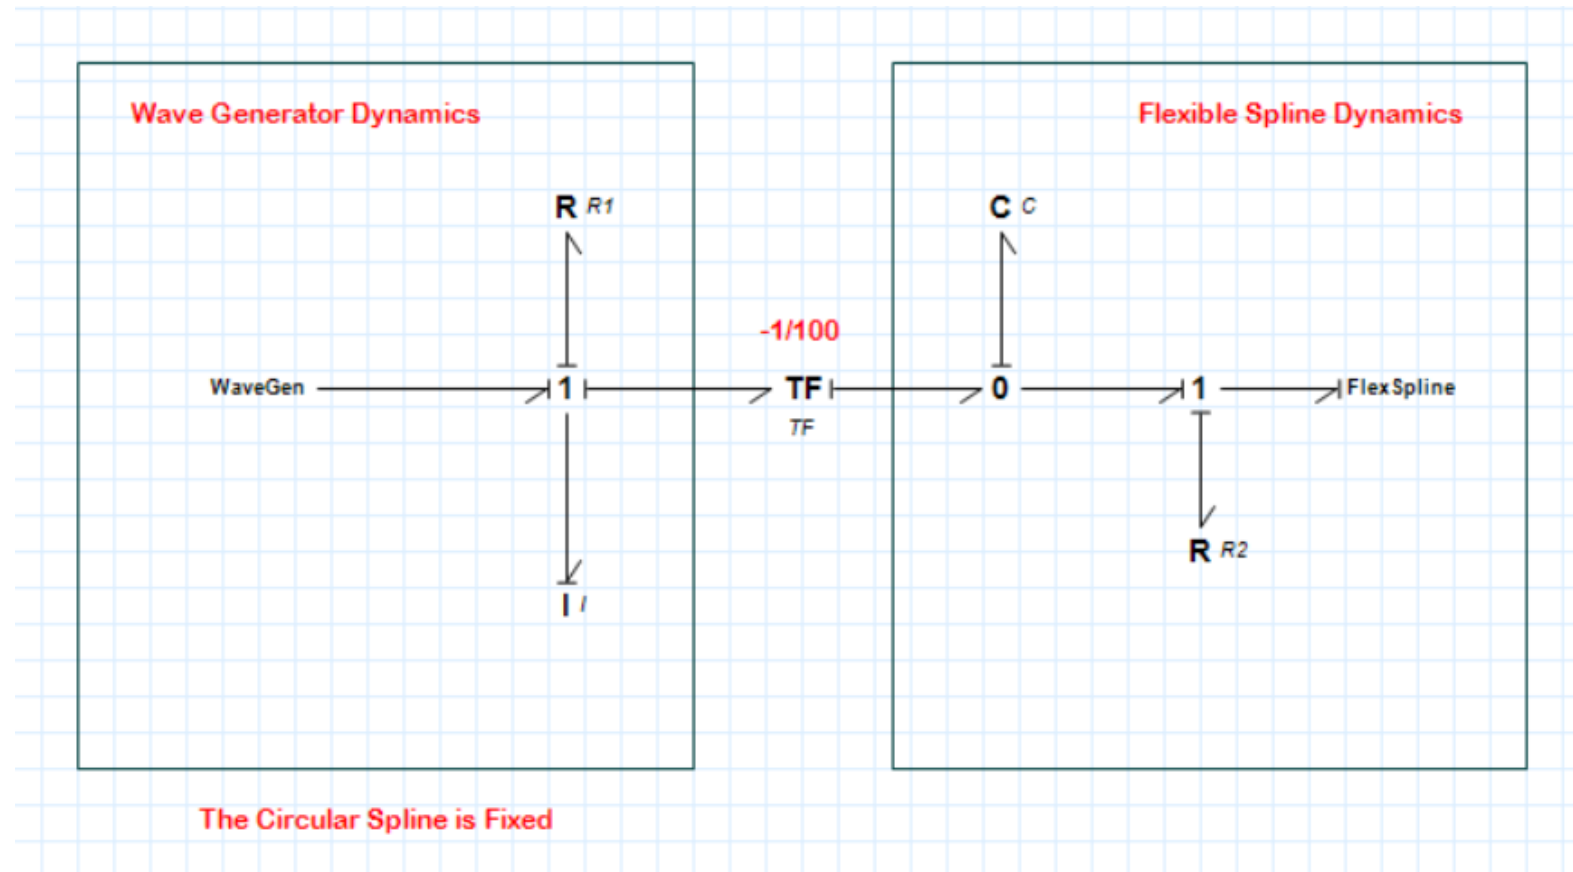 Wave Generator Dynamics
Flexible Spline Dynamics
R R1
C C
-1/100
WaveGen 1 TF 0 1 FlexSpline
TF
R R2
I I
The Circular Spline is Fixed